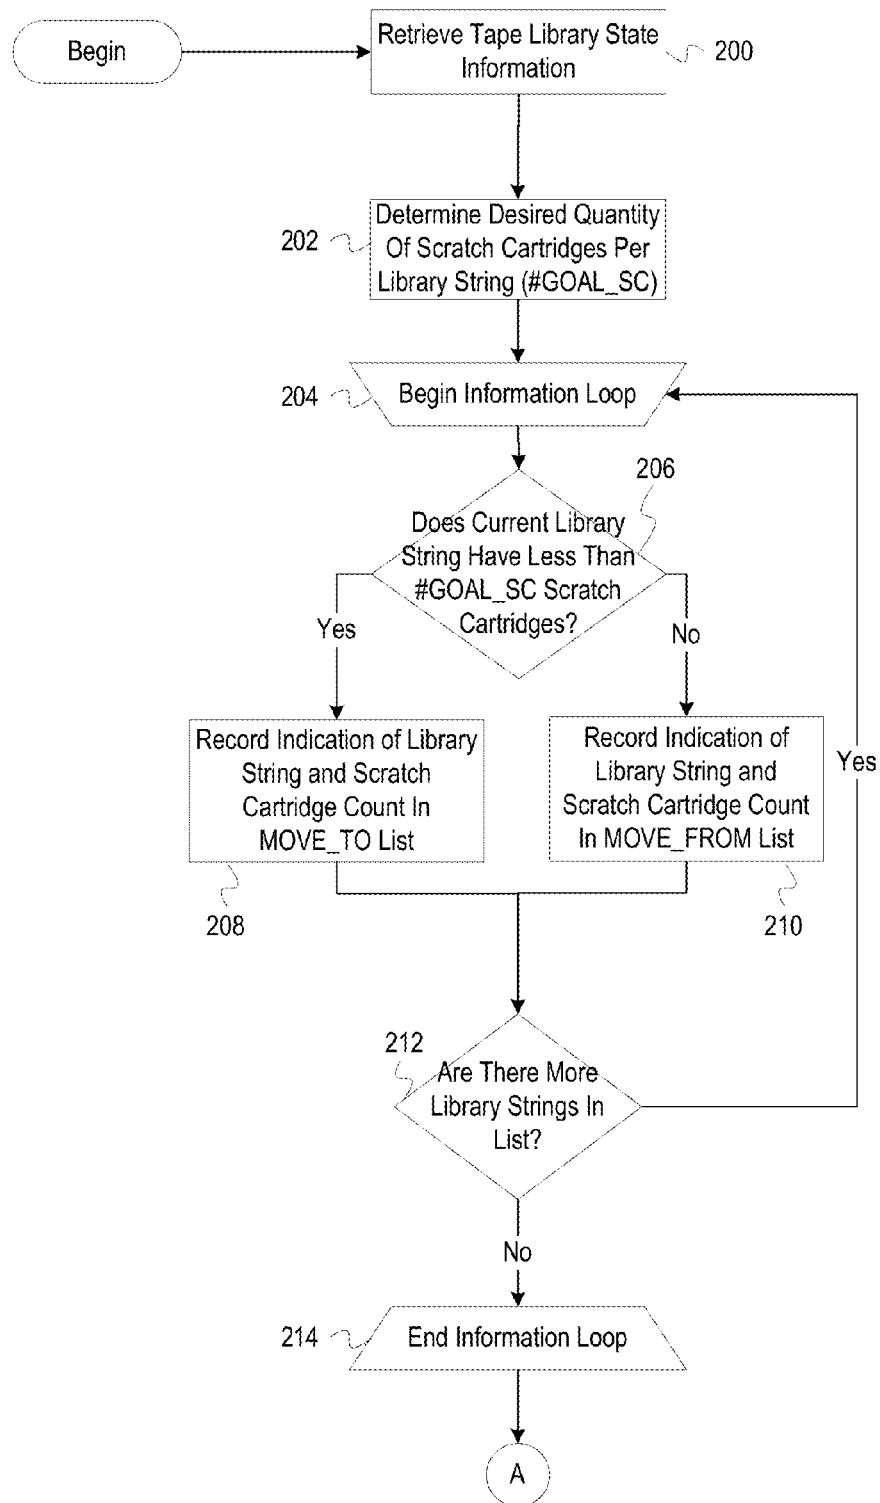 Begin
Retrieve Tape Library State
Information
200
202
Determine Desired Quantity
Of Scratch Cartridges Per
Library String (#GOAL_SC)
204
Begin Information Loop
206
Does Current Library
String Have Less Than
#GOAL_SC Scratch
Cartridges?
Yes
No
Record Indication of Library
String and Scratch
Cartridge Count In
MOVE_TO List
Record Indication of
Library String and
Scratch Cartridge Count
In MOVE_FROM List
Yes
208
210
212
Are There More
Library Strings In
List?
No
214
End Information Loop
A